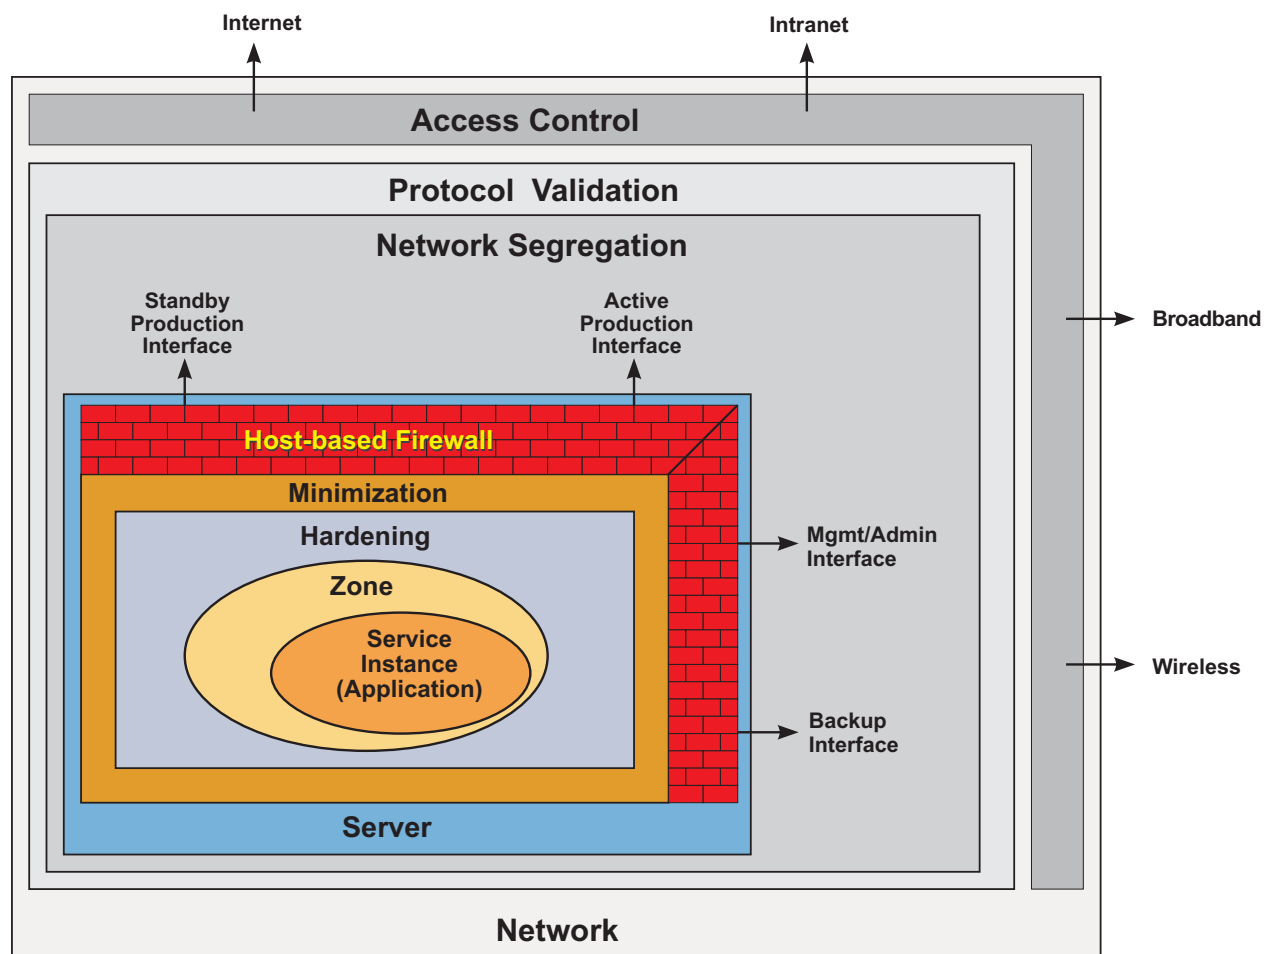 Internet
Intranet
Access Control
Protocol Validation
Network Segregation
Standby
Production
Interface
Active
Production
Interface
Broadband
Host-based Firewall
Minimization
Hardening
Mgmt/Admin
Interface
Zone
Service
Instance
(Application)
Wireless
Backup
Interface
Server
Network